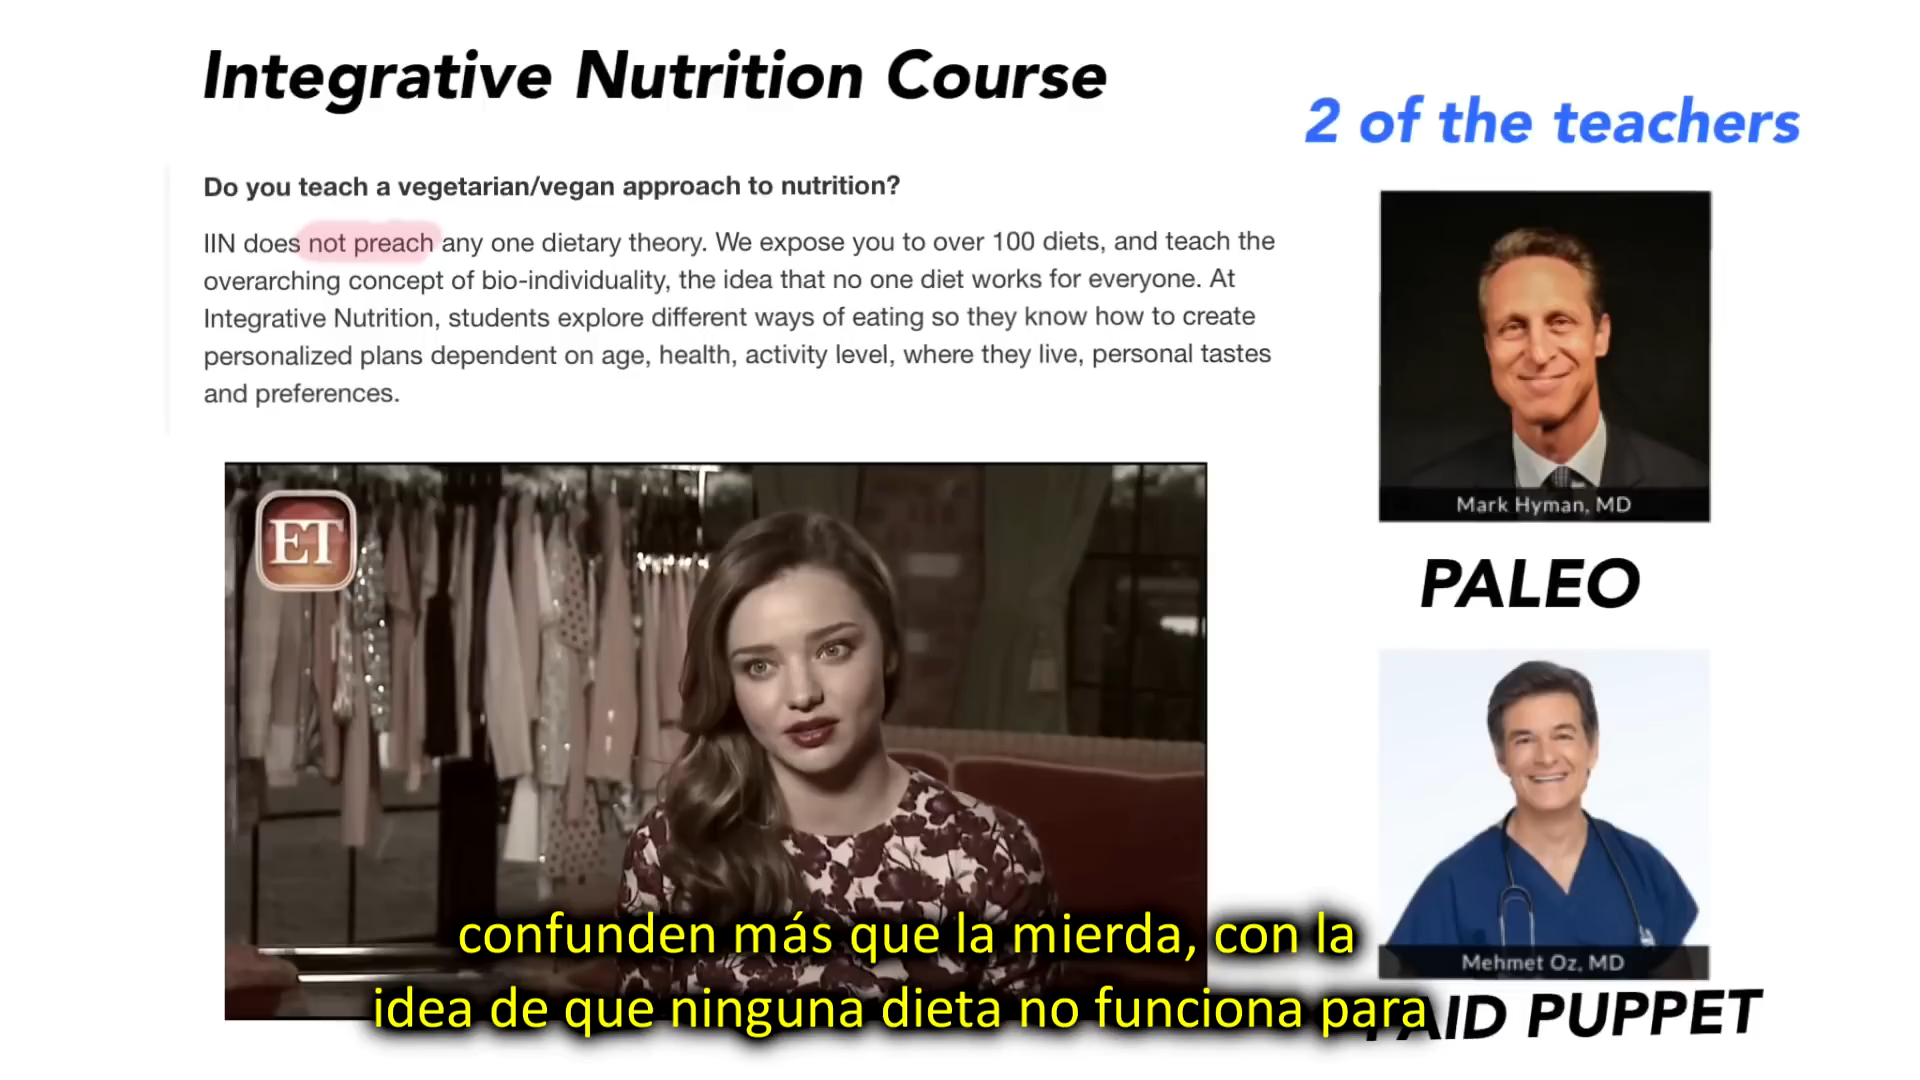 Integrative Nutrition Course
2 of the teachers
Do you teach a vegetarian/vegan approach to nutrition?
IIN does not preach any one dietary theory. We expose you to over 100 diets, and teach the
overarching concept of bio-individuality, the idea that no one diet works for everyone. At
Integrative Nutrition, students explore different ways of eating so they know how to create
personalized plans dependent on age, health, activity level, where they live, personal tastes
and preferences.
Mark Hyman, MD
PALEO
ET
Mehmet Oz, MD
PAID PUPPET
confunden más que la mierda, con la
idea de que ninguna dieta no funciona para